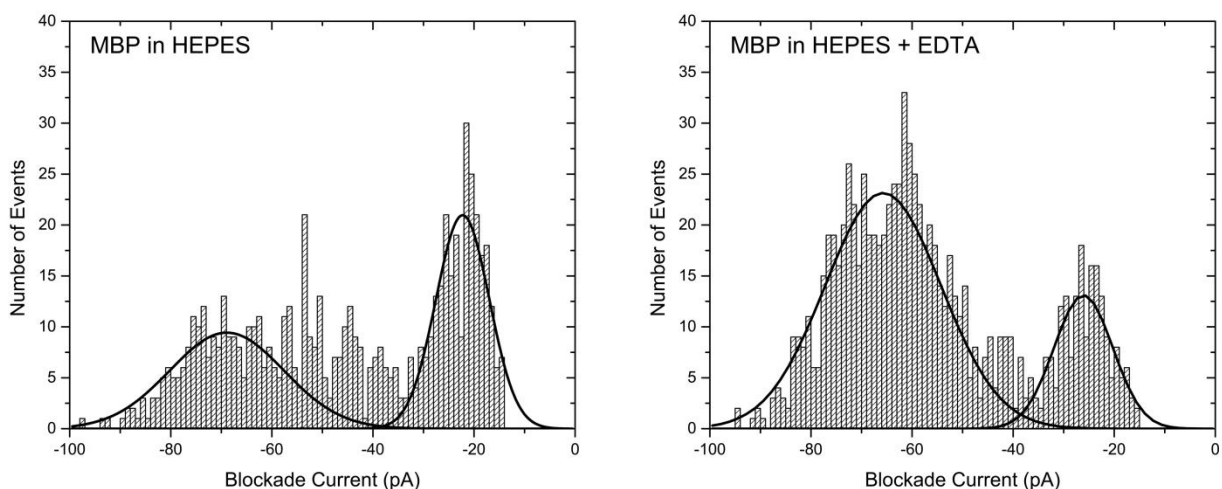 MBP in HEPES
Number of Events
40
35
30
25
20
15
10
5
0
-100 -80 -60 -40 -20 0
Blockade Current (pA)
MBP in HEPES + EDTA
Number of Events
40
35
30
25
20
15
10
5
0
-100 -80 -60 -40 -20 0
Blockade Current (pA)